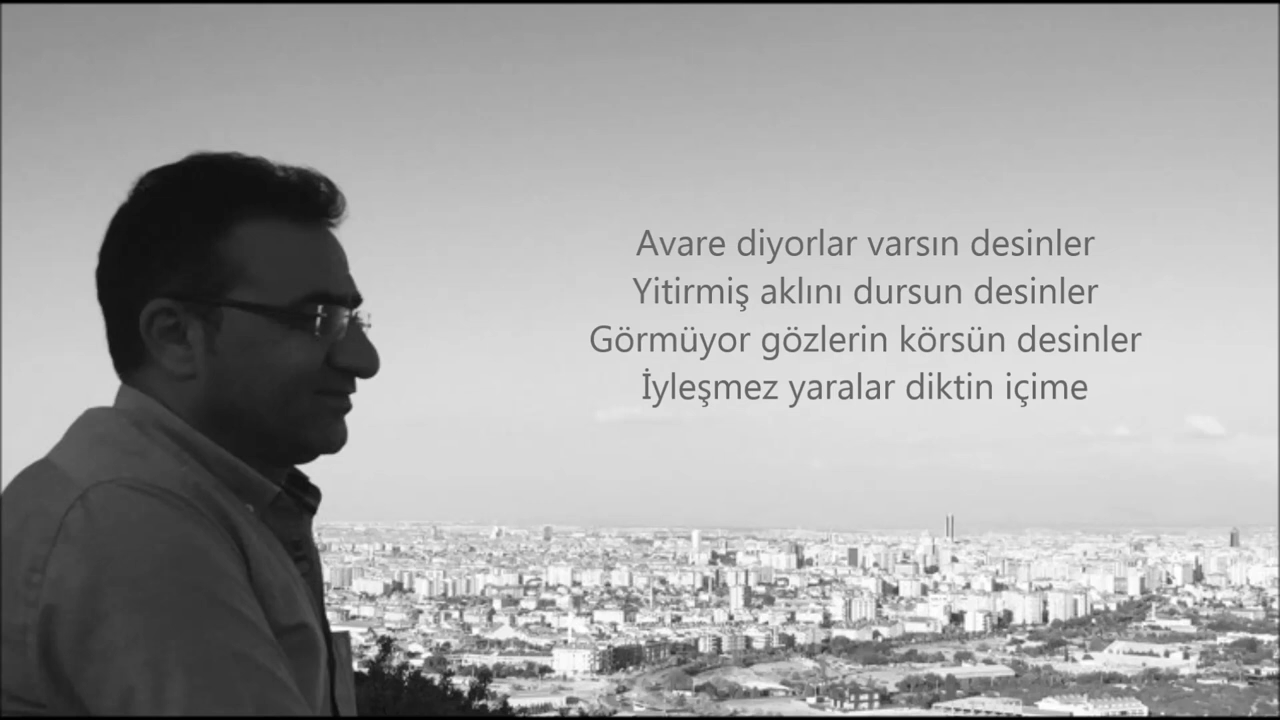 Avare diyorlar varsın desinler
Yitirmiş aklını dursun desinler
Görmüyor gözlerin körsün desinler
İyleşmez yaralar diktin içime